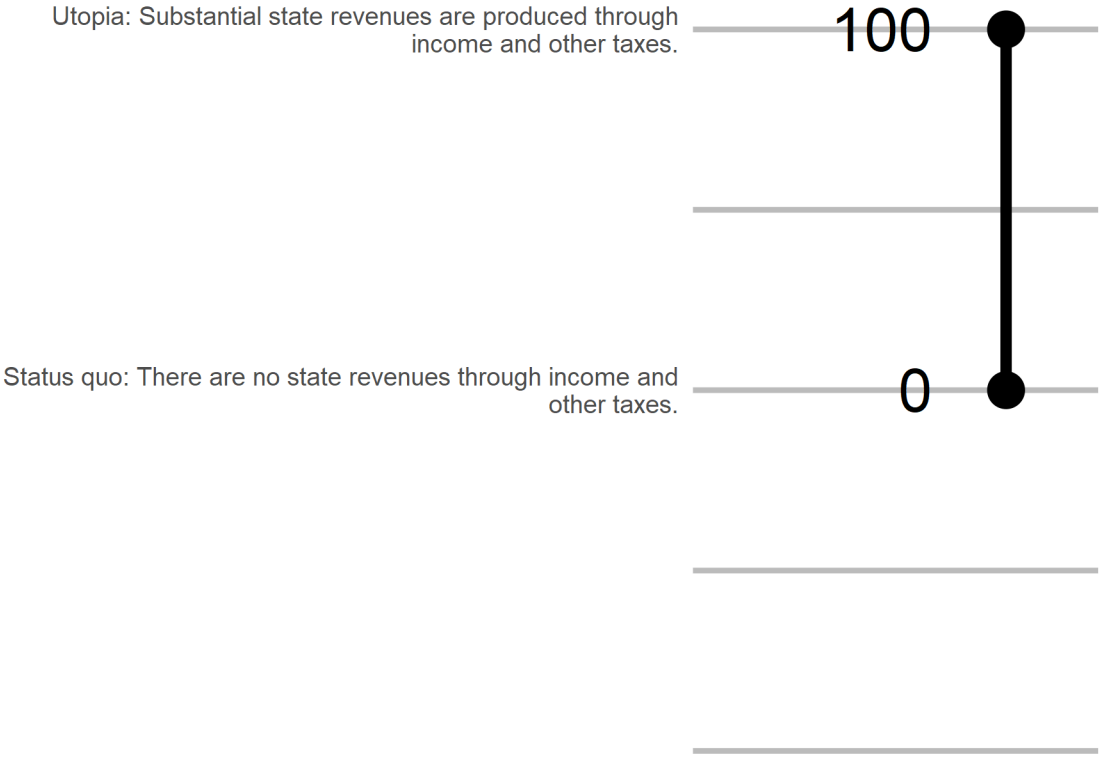 Utopia: Substantial state revenues are produced through
income and other taxes.
100
Status quo: There are no state revenues through income and
other taxes.
0